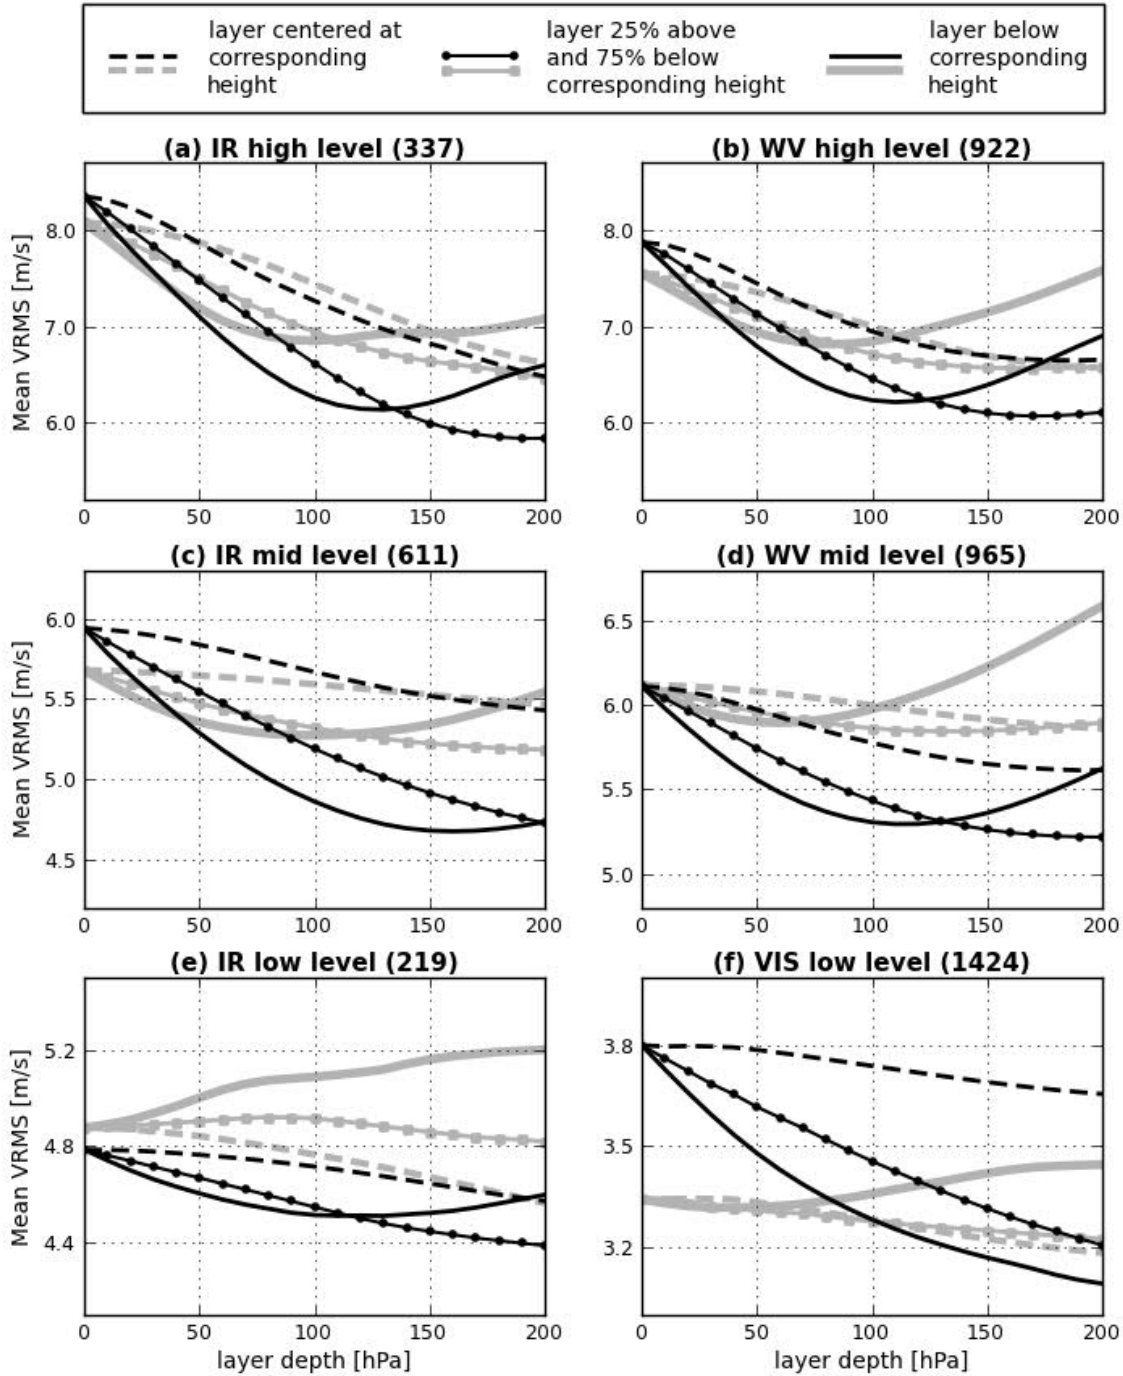 layer centered at
corresponding
height
layer 25% above
and 75% below
corresponding height
layer below
corresponding
height
(a) IR high level (337)
Mean VRMS [m/s]
8.0
7.0
6.0
0 50 100 150 200
(b) WV high level (922)
8.0
7.0
6.0
0 50 100 150 200
(c) IR mid level (611)
Mean VRMS [m/s]
6.0
5.5
5.0
4.5
0 50 100 150 200
(d) WV mid level (965)
6.5
6.0
5.5
5.0
0 50 100 150 200
(e) IR low level (219)
Mean VRMS [m/s]
5.2
4.8
4.4
0 50 100 150 200
layer depth [hPa]
(f) VIS low level (1424)
3.8
3.5
3.2
0 50 100 150 200
layer depth [hPa]